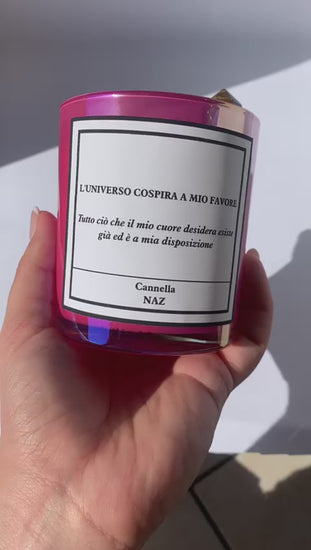 L'UNIVERSO COSPIRA A MIO FAVORE
Tutto ciò che il mio cuore desidera esiste
già ed è a mia disposizione
Cannella
NAZ